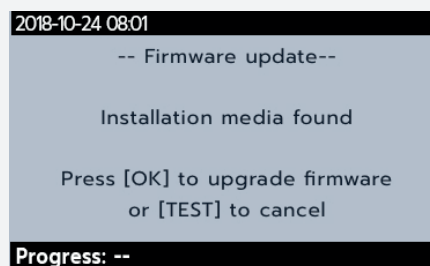 2018-10-24 08:01
-- Firmware update--
Installation media found
Press [OK] to upgrade firmware
or [TEST] to cancel
Progress: --